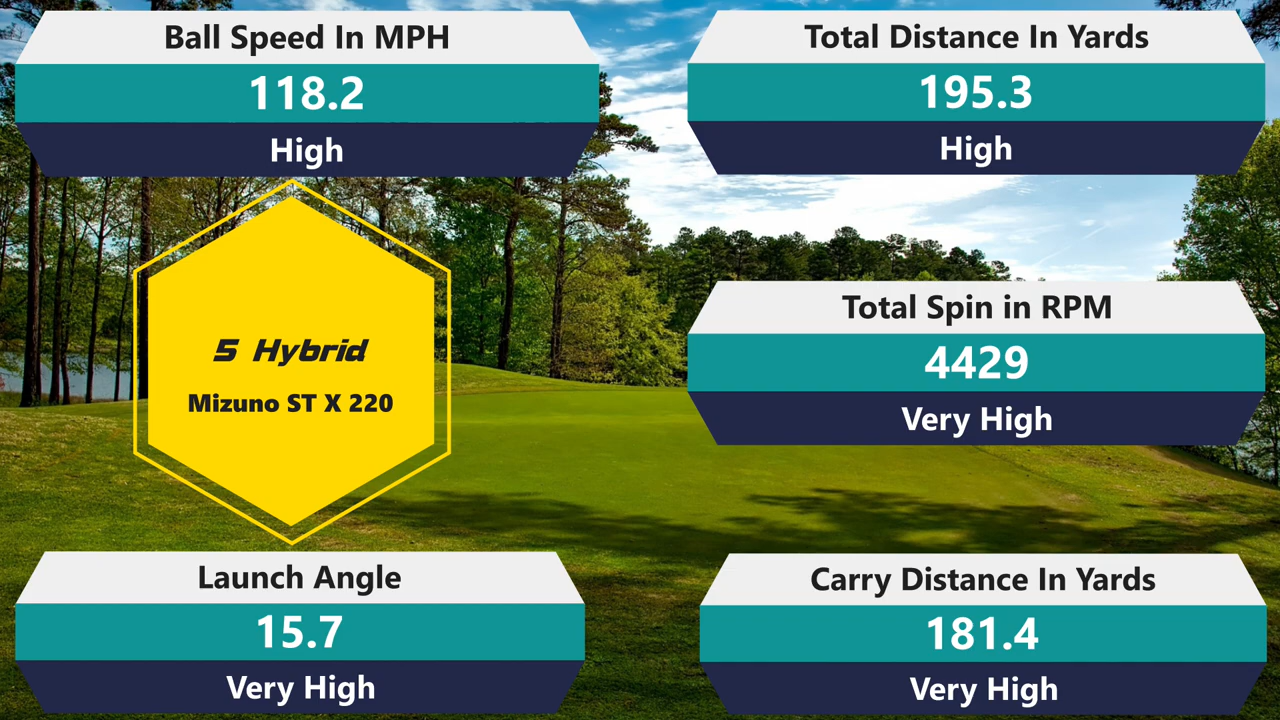 Ball Speed In MPH
118.2
High
Total Distance In Yards
195.3
High
5 Hybrid
Mizuno ST X 220
Total Spin in RPM
4429
Very High
Launch Angle
15.7
Very High
Carry Distance In Yards
181.4
Very High